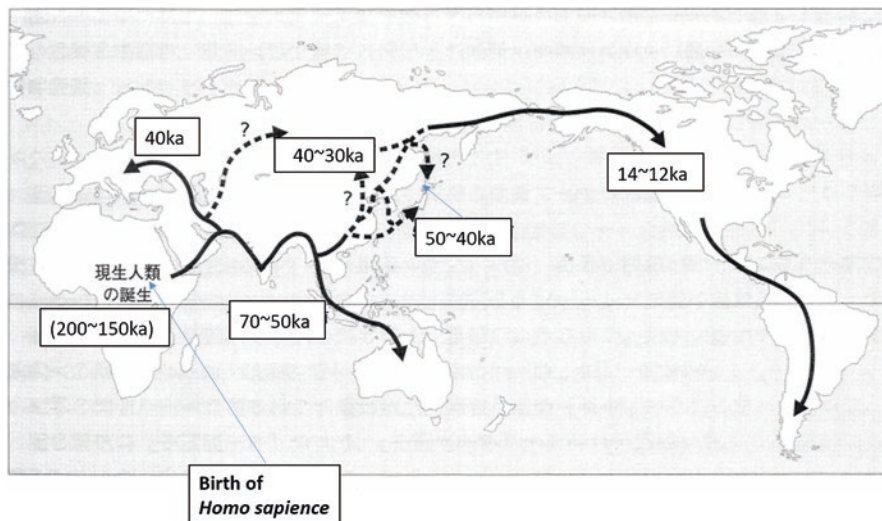 40ka
?
40~30ka
?
?
14~12ka
50~40ka
現生人類
の誕生
(200~150ka)
70~50ka
Birth of
Homo sapience